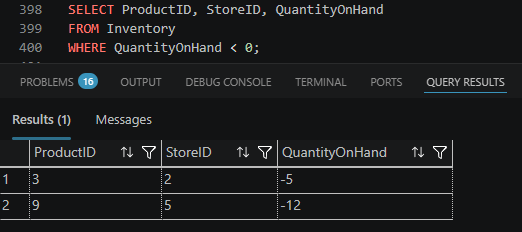 398 SELECT ProductID, StoreID, QuantityOnHand
399 FROM Inventory
400 WHERE QuantityOnHand < 0;
PROBLEMS 16 OUTPUT DEBUG CONSOLE TERMINAL PORTS QUERY RESULTS
Results (1) Messages
ProductID StoreID QuantityOnHand
1 3 2 -5
2 9 5 -12